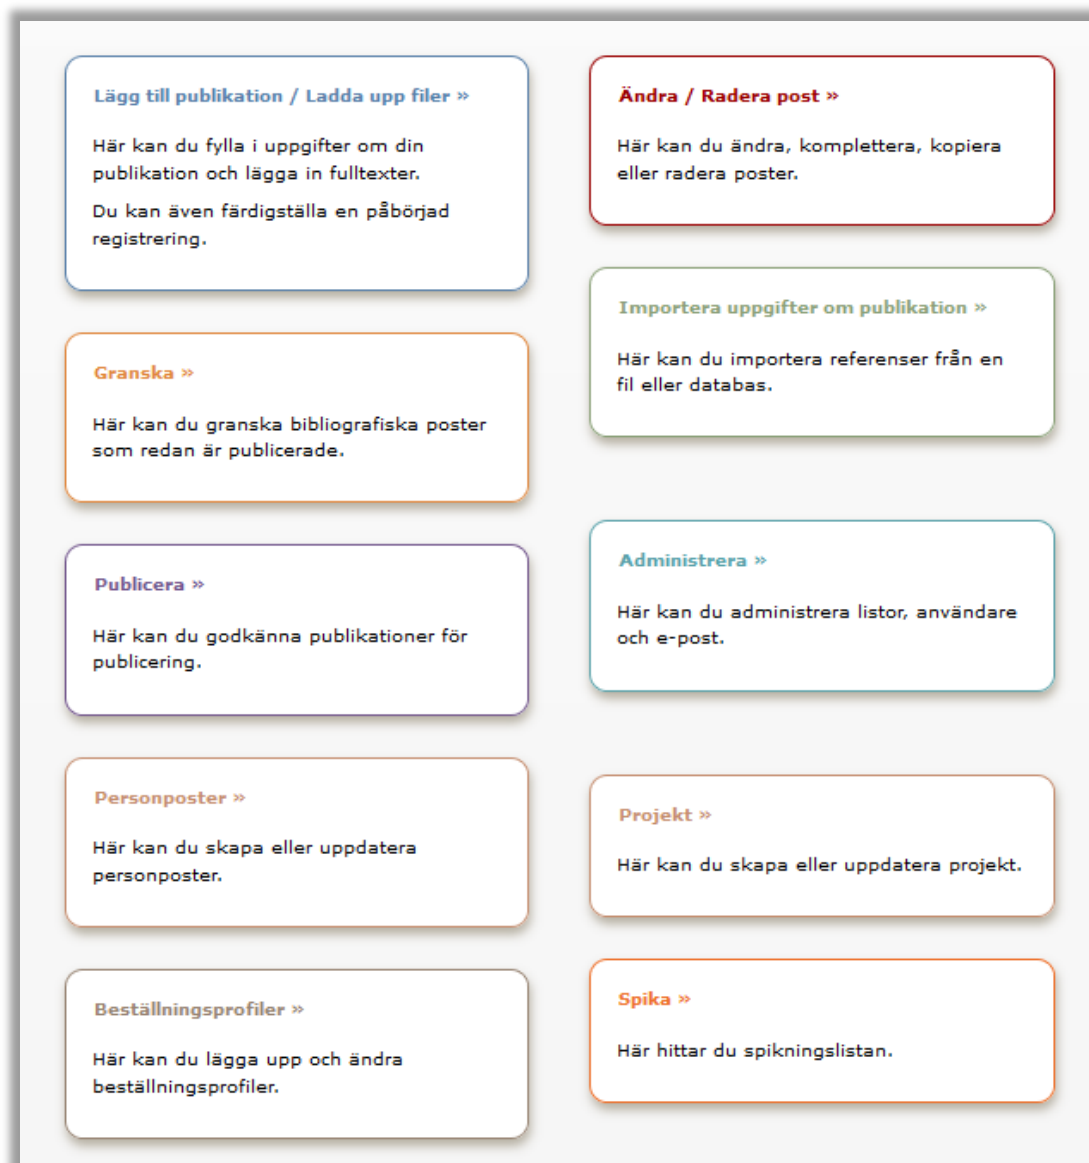 Lägg till publikation / Ladda upp filer »
Här kan du fylla i uppgifter om din
publikation och lägga in fulltexter.
Du kan även färdigställa en påbörjad
registrering.
Granska »
Här kan du granska bibliografiska poster
som redan är publicerade.
Publicera »
Här kan du godkänna publikationer för
publicering.
Personposter »
Här kan du skapa eller uppdatera
personposter.
Beställningsprofiler »
Här kan du lägga upp och ändra
beställningsprofiler.
Ändra / Radera post »
Här kan du ändra, komplettera, kopiera
eller radera poster.
Importera uppgifter om publikation »
Här kan du importera referenser från en
fil eller databas.
Administrera »
Här kan du administrera listor, användare
och e-post.
Projekt »
Här kan du skapa eller uppdatera projekt.
Spika »
Här hittar du spikningslistan.